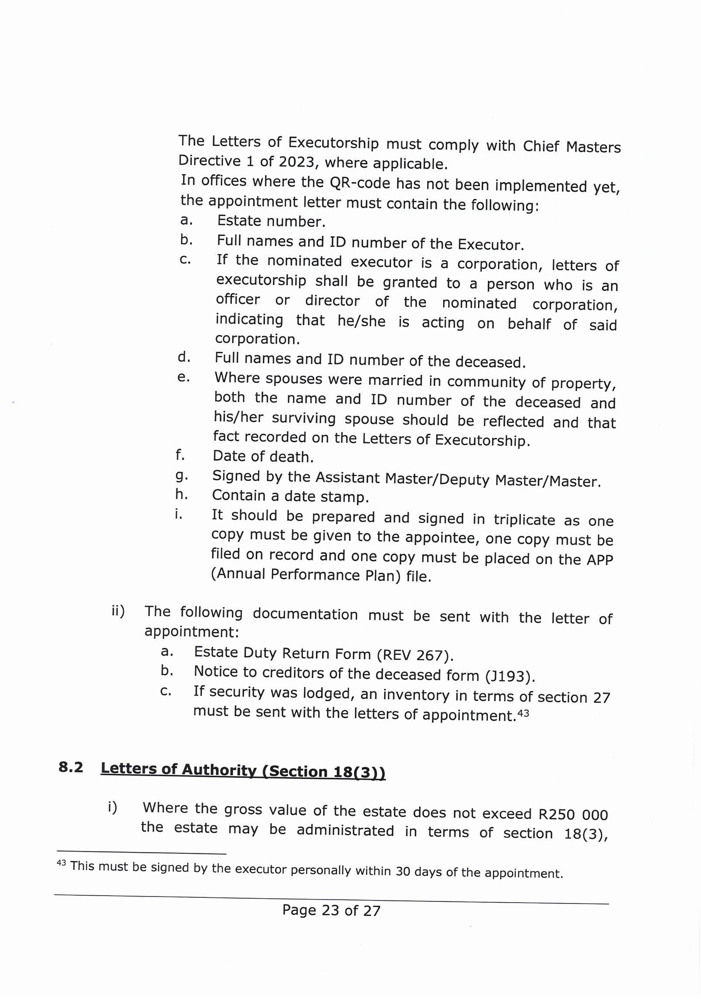 The Letters of Executorship must comply with Chief Masters
Directive 1 of 2023, where applicable.
In offices where the QR-code has not been implemented yet,
the appointment letter must contain the following:
a. Estate number.
b. Full names and ID number of the Executor.
c. If the nominated executor is a corporation, letters of
executorship shall be granted to a person who is an
officer or director of the nominated corporation,
indicating that he/she is acting on behalf of said
corporation.
d. Full names and ID number of the deceased.
e. Where spouses were married in community of property,
both the name and ID number of the deceased and
his/her surviving spouse should be reflected and that
fact recorded on the Letters of Executorship.
f. Date of death.
g. Signed by the Assistant Master/Deputy Master/Master.
h. Contain a date stamp.
i. It should be prepared and signed in triplicate as one
copy must be given to the appointee, one copy must be
filed on record and one copy must be placed on the APP
(Annual Performance Plan) file.
ii) The following documentation must be sent with the letter of
appointment:
a. Estate Duty Return Form (REV 267).
b. Notice to creditors of the deceased form (J193).
c. If security was lodged, an inventory in terms of section 27
must be sent with the letters of appointment.43
8.2 Letters of Authority (Section 18(3))
i) Where the gross value of the estate does not exceed R250 000
the estate may be administrated in terms of section 18(3),
43 This must be signed by the executor personally within 30 days of the appointment.
Page 23 of 27